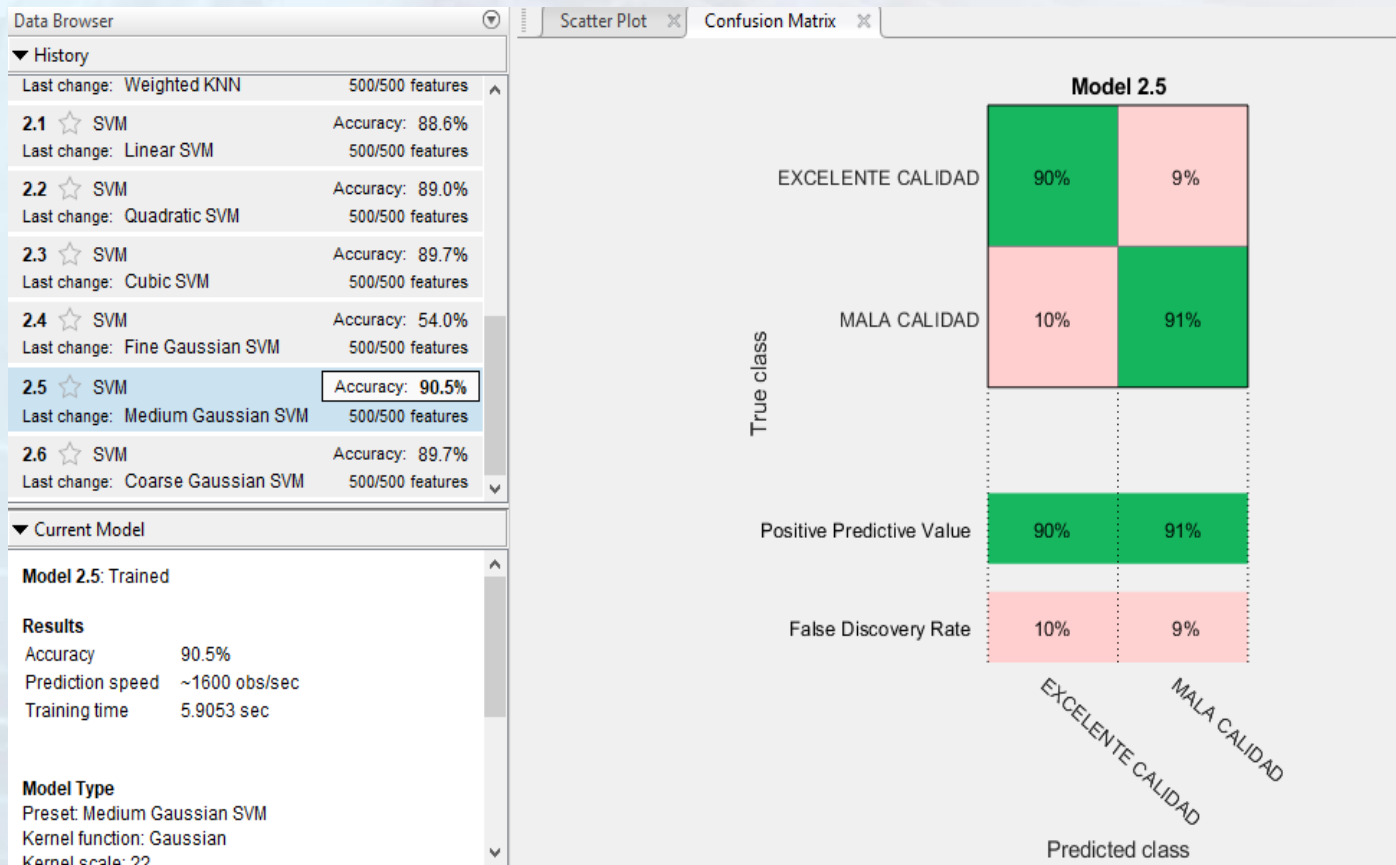 Data Browser
History
Last change: Weighted KNN 500/500 features
2.1 SVM Accuracy: 88.6%
Last change: Linear SVM 500/500 features
2.2 SVM Accuracy: 89.0%
Last change: Quadratic SVM 500/500 features
2.3 SVM Accuracy: 89.7%
Last change: Cubic SVM 500/500 features
2.4 SVM Accuracy: 54.0%
Last change: Fine Gaussian SVM 500/500 features
2.5 SVM Accuracy: 90.5%
Last change: Medium Gaussian SVM 500/500 features
2.6 SVM Accuracy: 89.7%
Last change: Coarse Gaussian SVM 500/500 features
Current Model
Model 2.5: Trained
Results
Accuracy 90.5%
Prediction speed ~1600 obs/sec
Training time 5.9053 sec
Model Type
Preset: Medium Gaussian SVM
Kernel function: Gaussian
Kernel scale: 22
Scatter Plot Confusion Matrix
Model 2.5
EXCELENTE CALIDAD 90% 9%
MALA CALIDAD 10% 91%
True class
Positive Predictive Value 90% 91%
False Discovery Rate 10% 9%
EXCELENTE CALIDAD
MALA CALIDAD
Predicted class